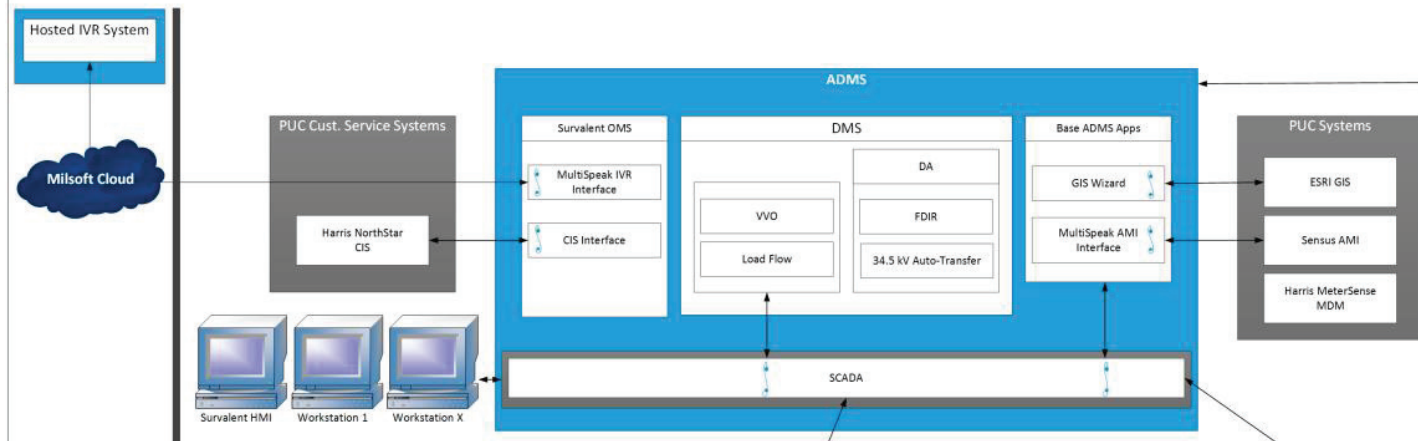 Hosted IVR System
Milsoft Cloud
PUC Cust. Service Systems
Harris NorthStar
CIS
Survalent HMI
Workstation 1
Workstation X
ADMS
Survalent OMS
MultiSpeak IVR
Interface
CIS Interface
DMS
VVO
Load Flow
DA
FDIR
34.5 kV Auto-Transfer
Base ADMS Apps
GIS Wizard
MultiSpeak AMI
Interface
SCADA
PUC Systems
ESRI GIS
Sensus AMI
Harris MeterSense
MDM